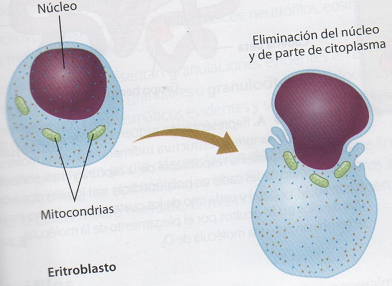 Núcleo
Eliminación del núcleo
y de parte de citoplasma
Mitocondrias
Eritroblasto